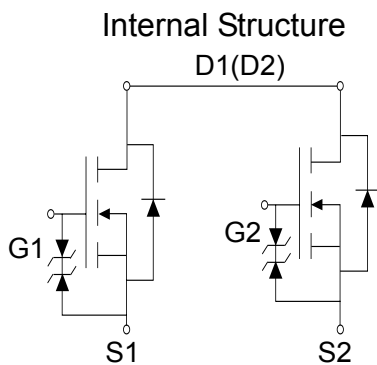 Internal Structure
D1(D2)
G1
G2
S1
S2